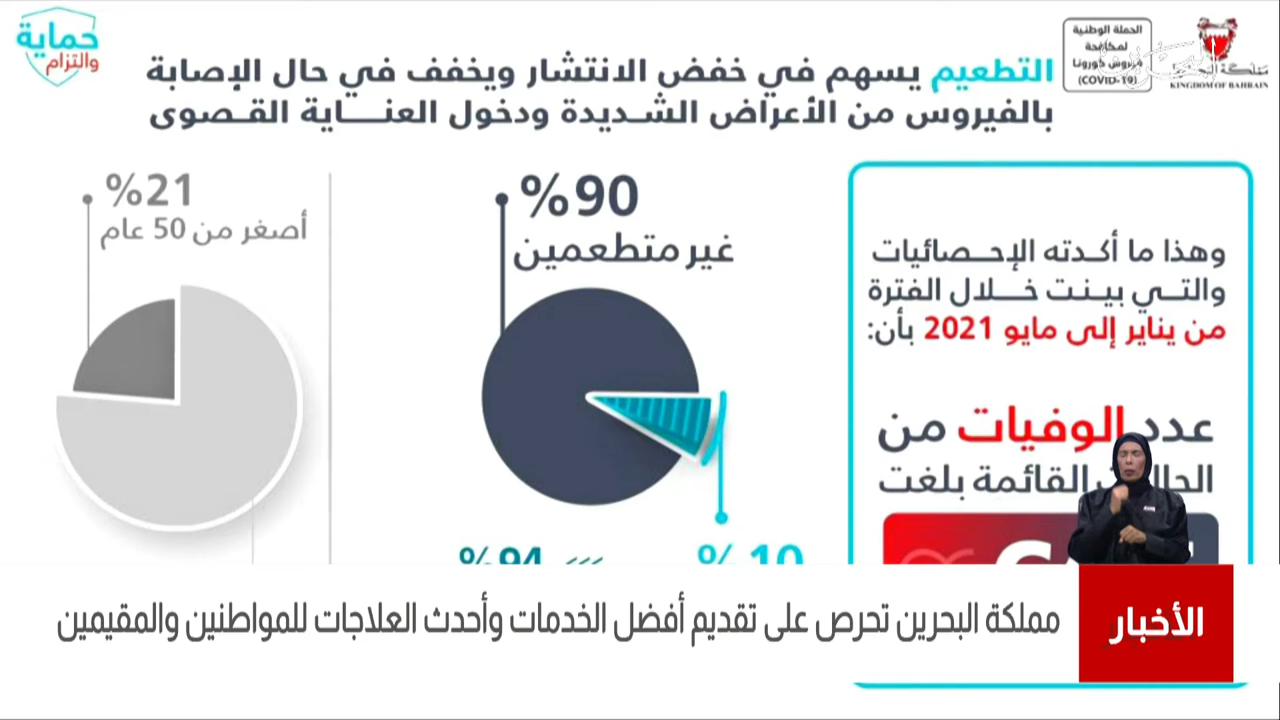 حماية
والتزام
الحملة الوطنية
لمكافحة
فيروس كورونا
(COVID-19)
KINGDOM OF BAHRAIN
التطعيم يسهم في خفض الانتشار ويخفف في حال الإصابة
بالفيروس من الأعراض الشديدة ودخول العناية القصوى
وهذا ما أكدته الإحصائيات
والتي بينت خلال الفترة
من يناير إلى مايو 2021 بأن:
عدد الوفيات من
القائمة بلغت
%90
غير متطعمين
%10
%94
%21
أصغر من 50 عام
الأخبار
مملكة البحرين تحرص على تقديم أفضل الخدمات وأحدث العلاجات للمواطنين والمقيمين